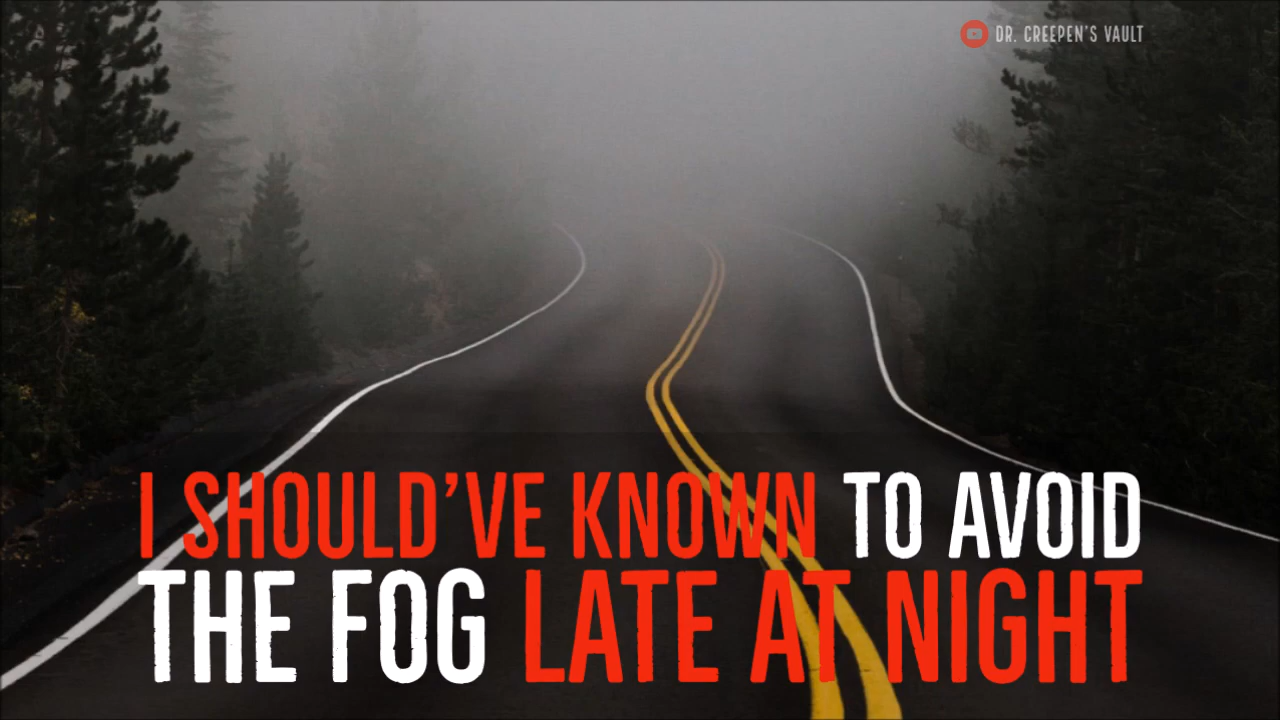 DR. CREEPEN'S VAULT
I SHOULD'VE KNOWN TO AVOID
THE FOG LATE AT NIGHT